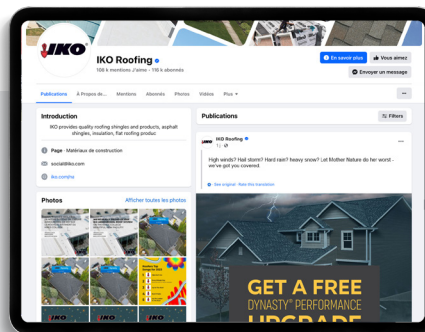 IKO
IKO Roofing
108 k mentions J'aime · 116 k abonnés
En savoir plus
Vous aimez
Envoyer un message
Publications
À Propos de...
Mentions
Abonnés
Photos
Vidéos
Plus
Introduction
IKO provides quality roofing shingles and products, asphalt
shingles, insulation, flat roofing produc
Page · Matériaux de construction
social@iko.com
iko.com/na
Photos
Afficher toutes les photos
Publications
Filters
IKO
IKO Roofing
High winds? Hail storm? Hard rain? heavy snow? Let Mother Nature do her worst -
we've got you covered.
See original · Rate this translation
GET A FREE
DYNASTY® PERFORMANCE
UPGRADE